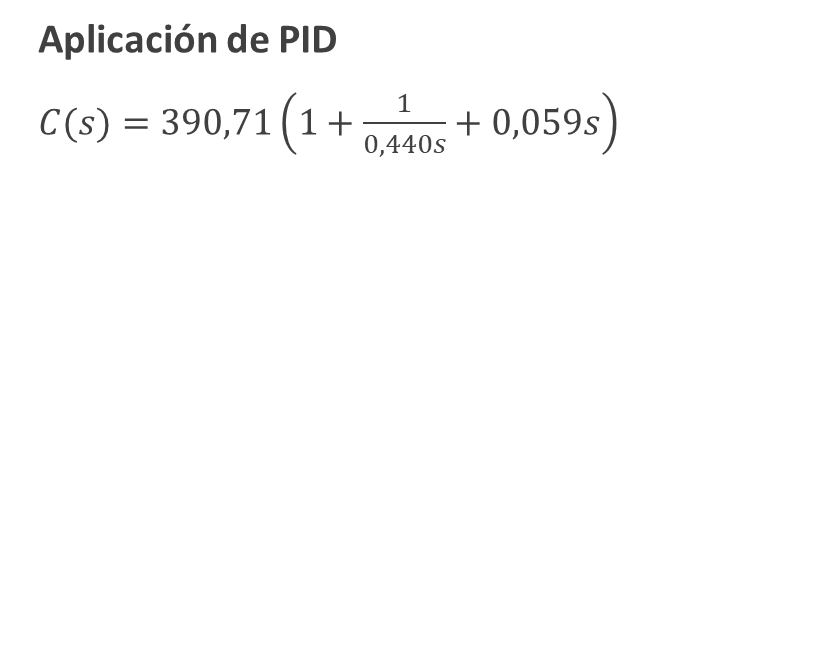 Aplicación de PID
C(s) = 390,71 (1 + 1/0,440s + 0,059s)